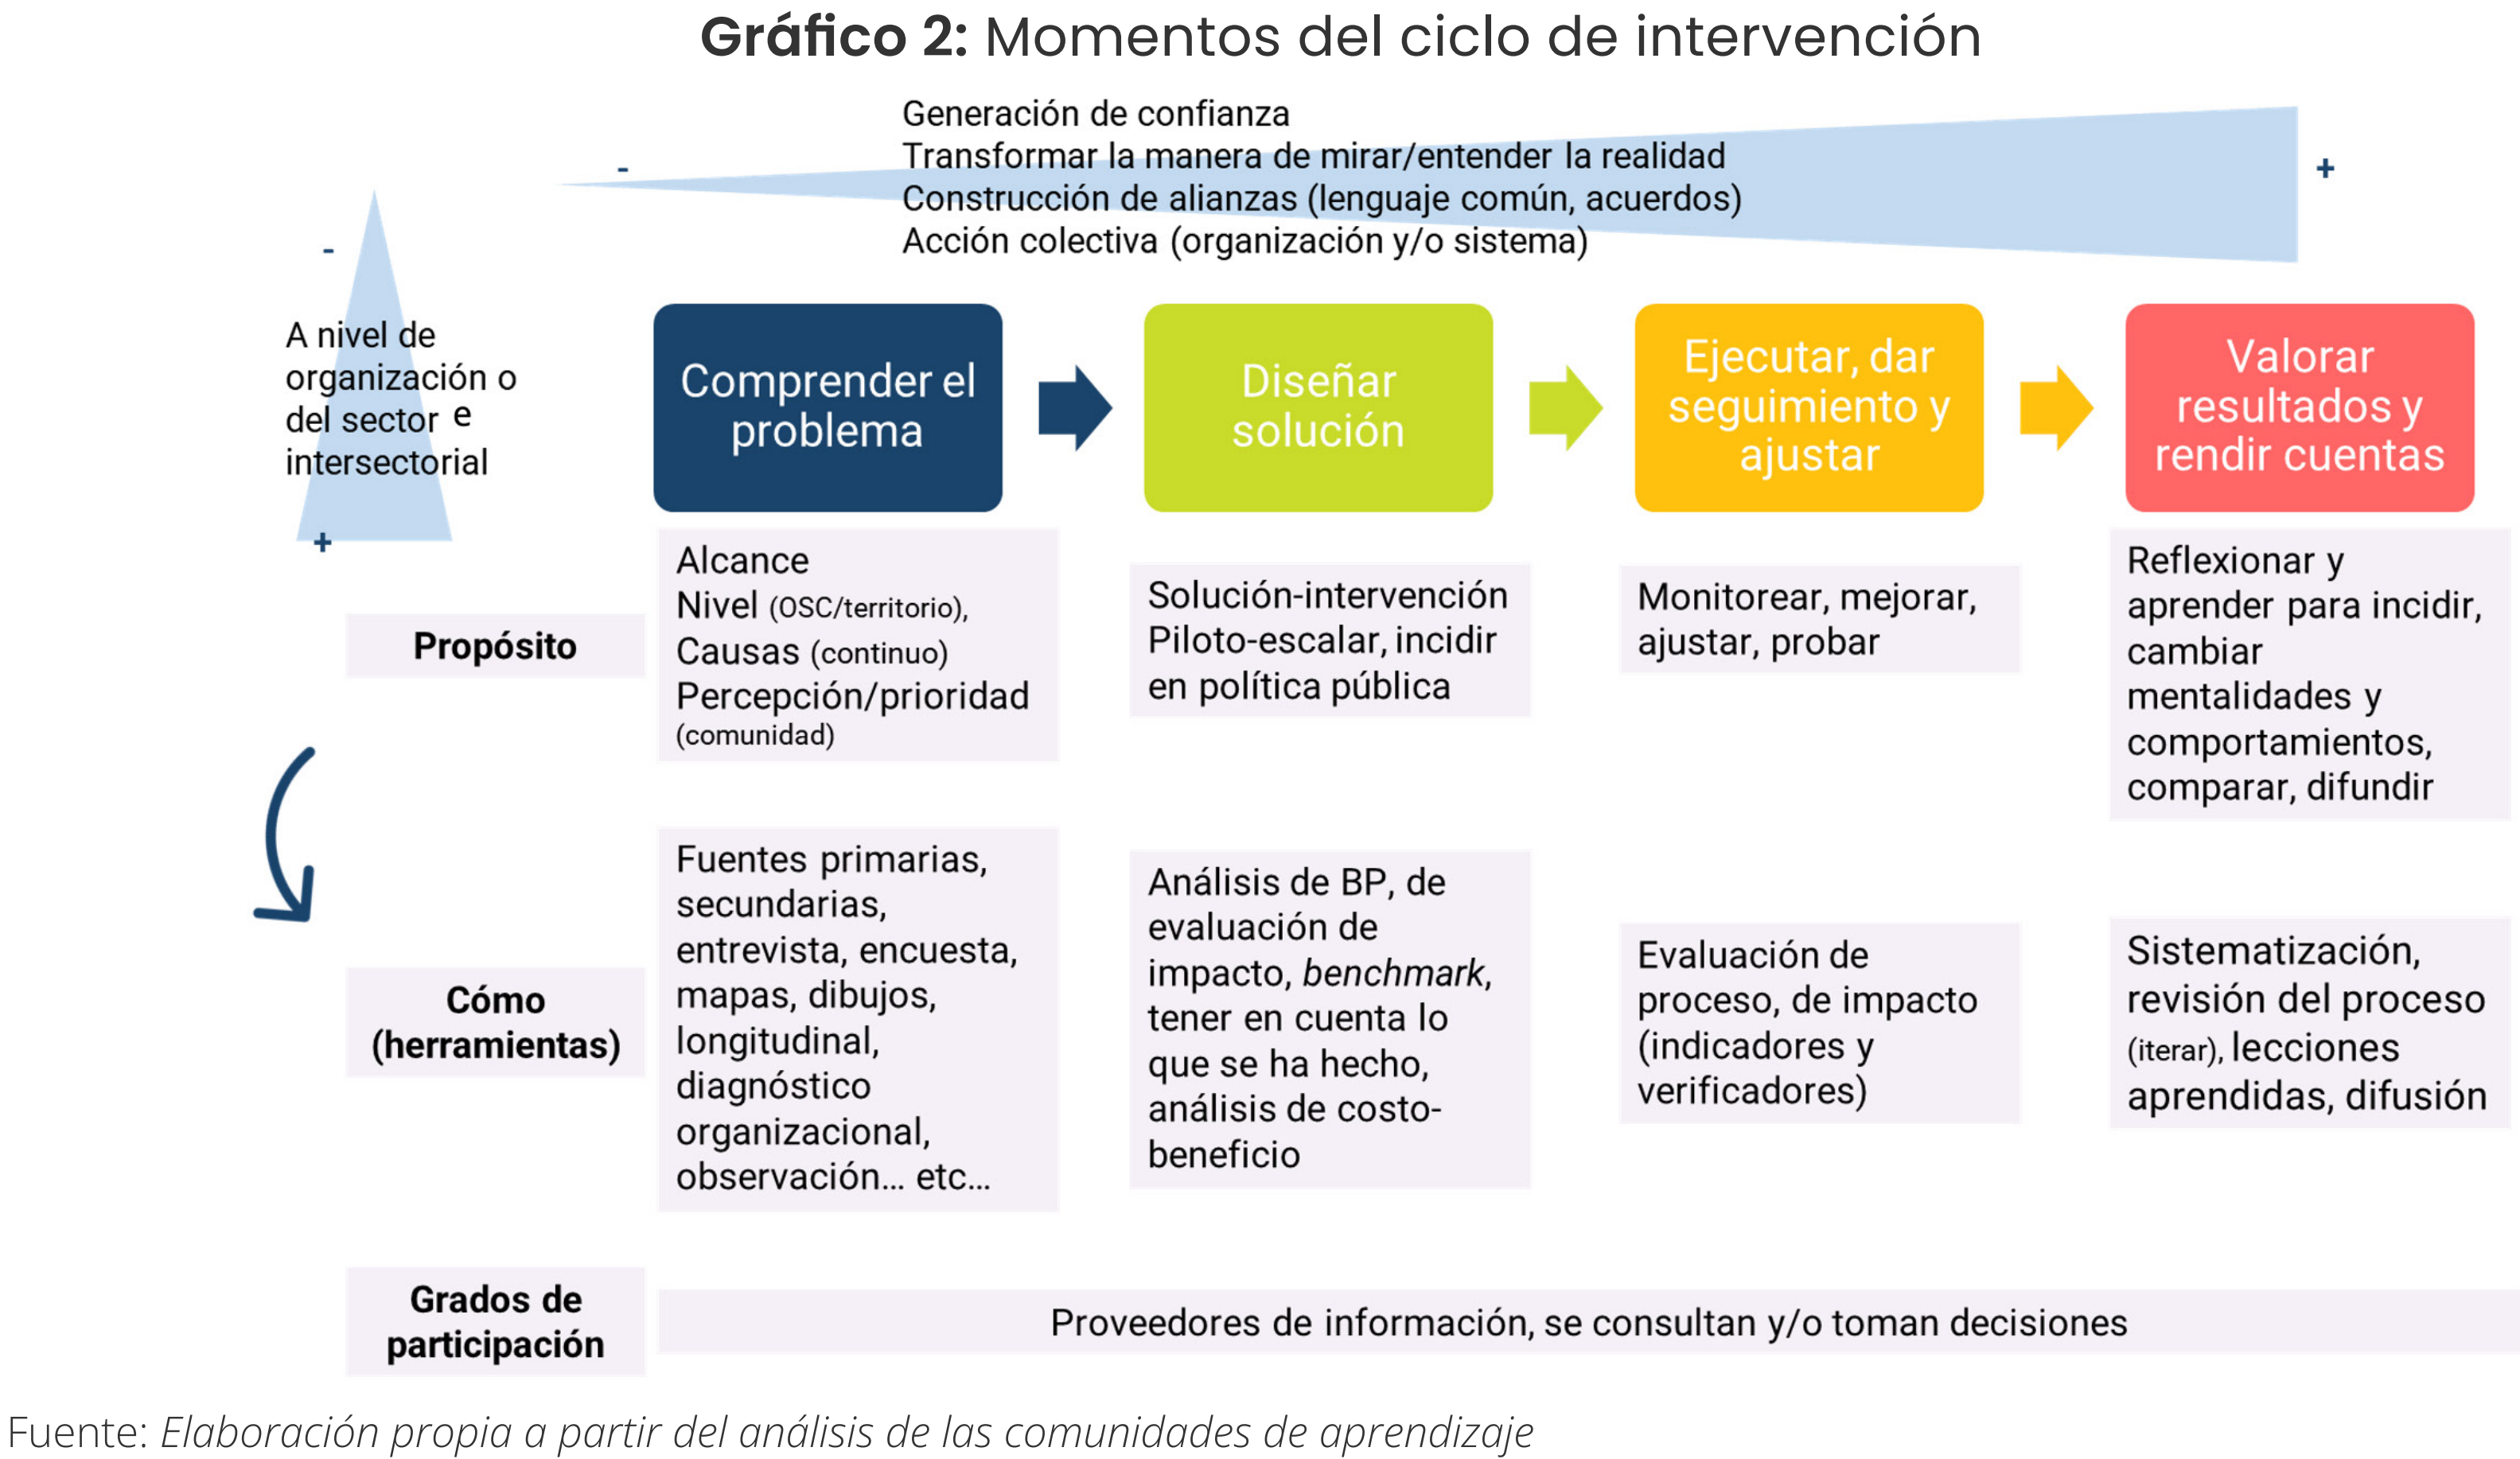 Gráfico 2: Momentos del ciclo de intervención
Generación de confianza
Transformar la manera de mirar/entender la realidad
Construcción de alianzas (lenguaje común, acuerdos)
Acción colectiva (organización y/o sistema)
-
+
-
A nivel de
organización o
del sector e
intersectorial
+
Comprender el
problema
Diseñar
solución
Ejecutar, dar
seguimiento y
ajustar
Valorar
resultados y
rendir cuentas
Propósito
Alcance
Nivel (OSC/territorio),
Causas (continuo)
Percepción/prioridad
(comunidad)
Solución-intervención
Piloto-escalar, incidir
en política pública
Monitorear, mejorar,
ajustar, probar
Reflexionar y
aprender para incidir,
cambiar
mentalidades y
comportamientos,
comparar, difundir
Cómo
(herramientas)
Fuentes primarias,
secundarias,
entrevista, encuesta,
mapas, dibujos,
longitudinal,
diagnóstico
organizacional,
observación... etc...
Análisis de BP, de
evaluación de
impacto, benchmark,
tener en cuenta lo
que se ha hecho,
análisis de costo-
beneficio
Evaluación de
proceso, de impacto
(indicadores y
verificadores)
Sistematización,
revisión del proceso
(iterar), lecciones
aprendidas, difusión
Grados de
participación
Proveedores de información, se consultan y/o toman decisiones
Fuente: Elaboración propia a partir del análisis de las comunidades de aprendizaje